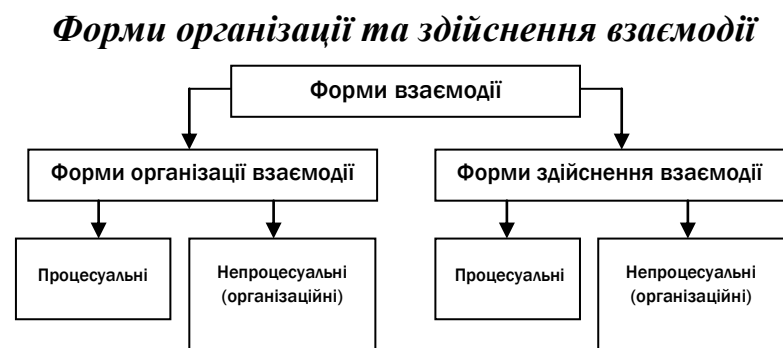 Форми організації та здійснення взаємодії
Форми взаємодії
Форми організації взаємодії
Форми здійснення взаємодії
Процесуальні
Непроцесуальні
(організаційні)
Процесуальні
Непроцесуальні
(організаційні)